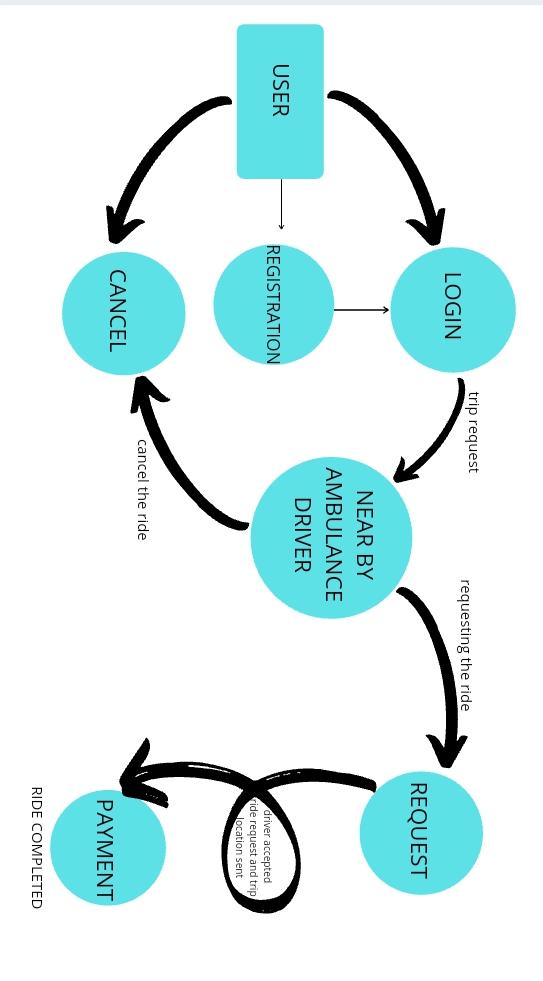 LOGIN
trip request
requesting the ride
REQUEST
NEAR BY
AMBULANCE
DRIVER
USER
REGISTRATION
driver accepted
ride request and trip
location sent
cancel the ride
CANCEL
PAYMENT
RIDE COMPLETED